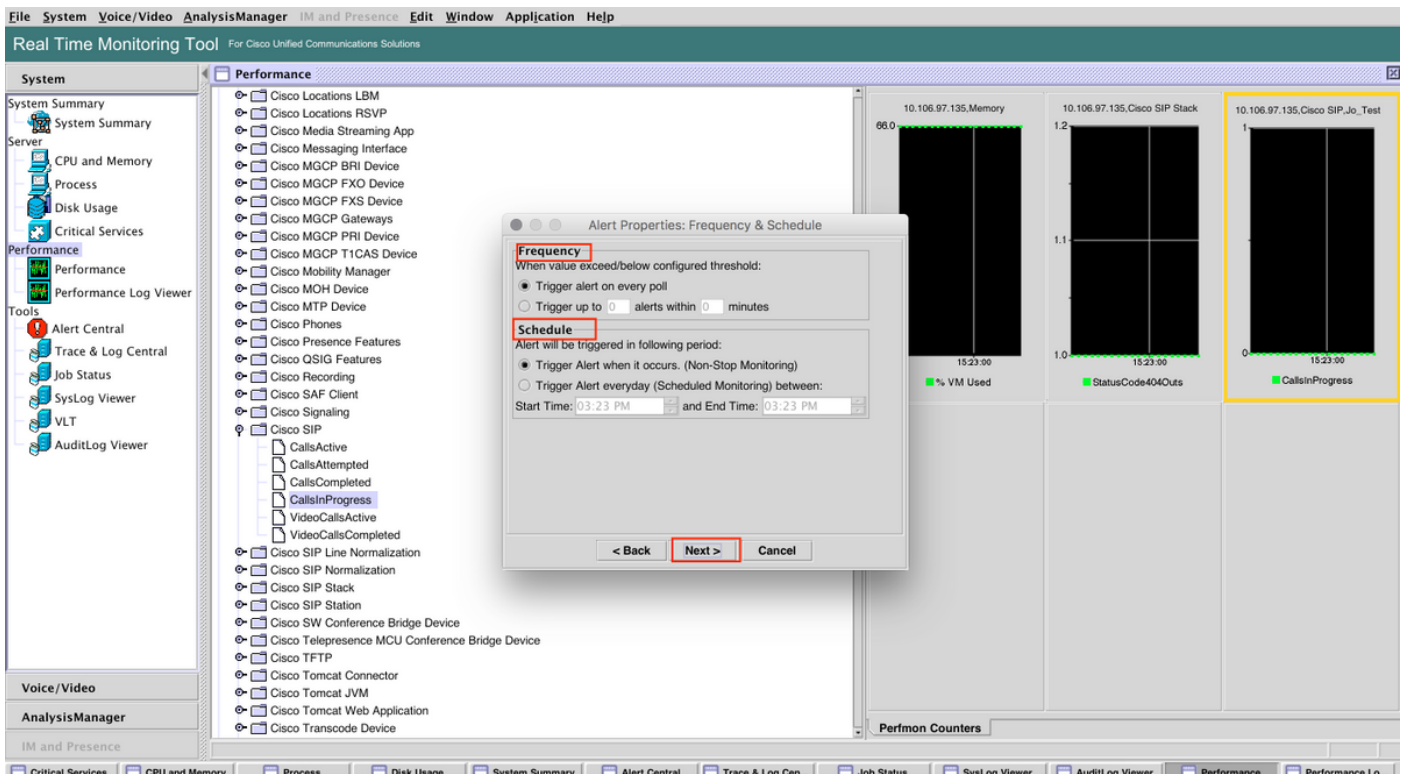 File System Voice/Video AnalysisManager IM and Presence Edit Window Application Help
Real Time Monitoring Tool For Cisco Unified Communications Solutions
System
System Summary
System Summary
Server
CPU and Memory
Process
Disk Usage
Critical Services
Performance
Performance
Performance Log Viewer
Tools
Alert Central
Trace & Log Central
Job Status
SysLog Viewer
VLT
AuditLog Viewer
Voice/Video
AnalysisManager
IM and Presence
Performance
Cisco Locations LBM
Cisco Locations RSVP
Cisco Media Streaming App
Cisco Messaging Interface
Cisco MGCP BRI Device
Cisco MGCP FXO Device
Cisco MGCP FXS Device
Cisco MGCP Gateways
Cisco MGCP PRI Device
Cisco MGCP T1CAS Device
Cisco Mobility Manager
Cisco MOH Device
Cisco MTP Device
Cisco Phones
Cisco Presence Features
Cisco QSIG Features
Cisco Recording
Cisco SAF Client
Cisco Signaling
Cisco SIP
CallsActive
CallsAttempted
CallsCompleted
CallsInProgress
VideoCallsActive
VideoCallsCompleted
Cisco SIP Line Normalization
Cisco SIP Normalization
Cisco SIP Stack
Cisco SIP Station
Cisco SW Conference Bridge Device
Cisco Telepresence MCU Conference Bridge Device
Cisco TFTP
Cisco Tomcat Connector
Cisco Tomcat JVM
Cisco Tomcat Web Application
Cisco Transcode Device
Alert Properties: Frequency & Schedule
Frequency
When value exceed/below configured threshold:
Trigger alert on every poll
Trigger up to 0 alerts within 0 minutes
Schedule
Alert will be triggered in following period:
Trigger Alert when it occurs. (Non-Stop Monitoring)
Trigger Alert everyday (Scheduled Monitoring) between:
Start Time: 03:23 PM and End Time: 03:23 PM
< Back Next > Cancel
10.106.97.135,Memory
66.0
15:23:00
% VM Used
10.106.97.135,Cisco SIP Stack
1.2
1.1
1.0
15:23:00
StatusCode404Outs
10.106.97.135,Cisco SIP,Jo_Test
1
0
15:23:00
CallsInProgress
Perfmon Counters
Critical Services CPU and Memory Process Disk Usage System Summary Alert Central Trace & Log Cen... Job Status SysLog Viewer AuditLog Viewer Performance Performance Lo...